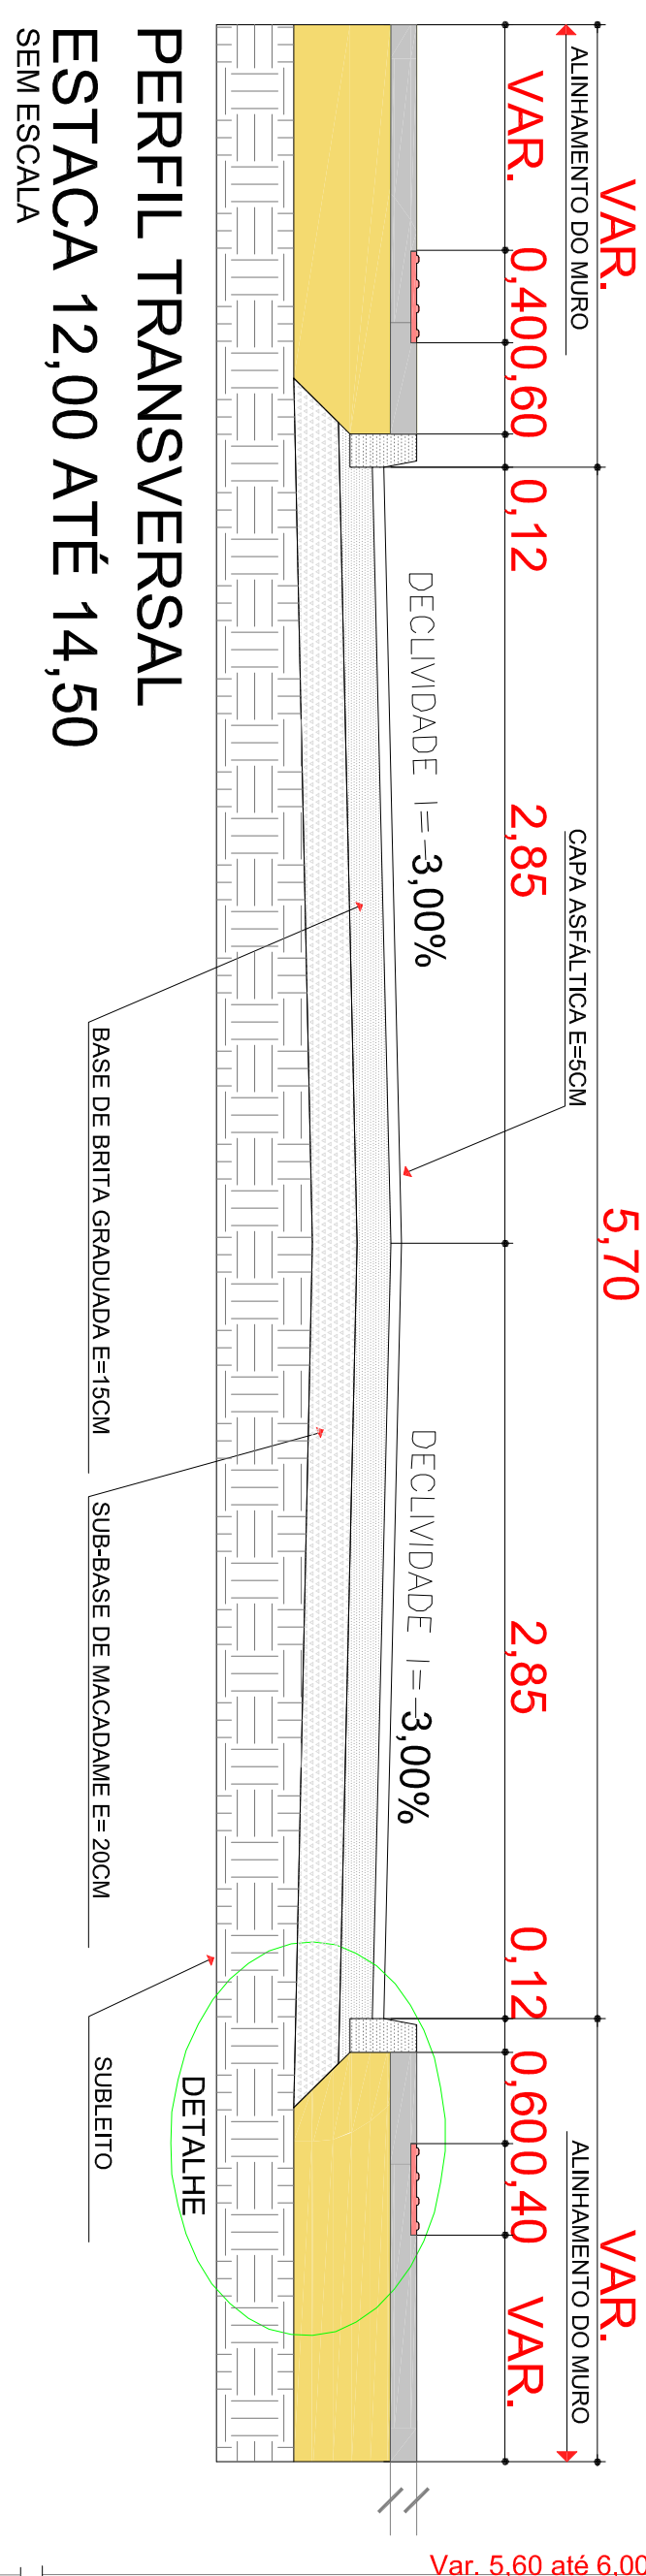 VAR. 5,70 VAR.
ALINHAMENTO DO MURO CAPA ASFÁLTICA E=5CM ALINHAMENTO DO MURO
VAR. 0,40 0,60 0,12 2,85 2,85 0,12 0,60 0,40 VAR.
DECLIVIDADE I=-3,00% DECLIVIDADE I=-3,00%
DETALHE
BASE DE BRITA GRADUADA E=15CM SUB-BASE DE MACADAME E= 20CM SUBLEITO
PERFIL TRANSVERSAL
ESTACA 12,00 ATÉ 14,50
SEM ESCALA
Var. 5,60 até 6,00